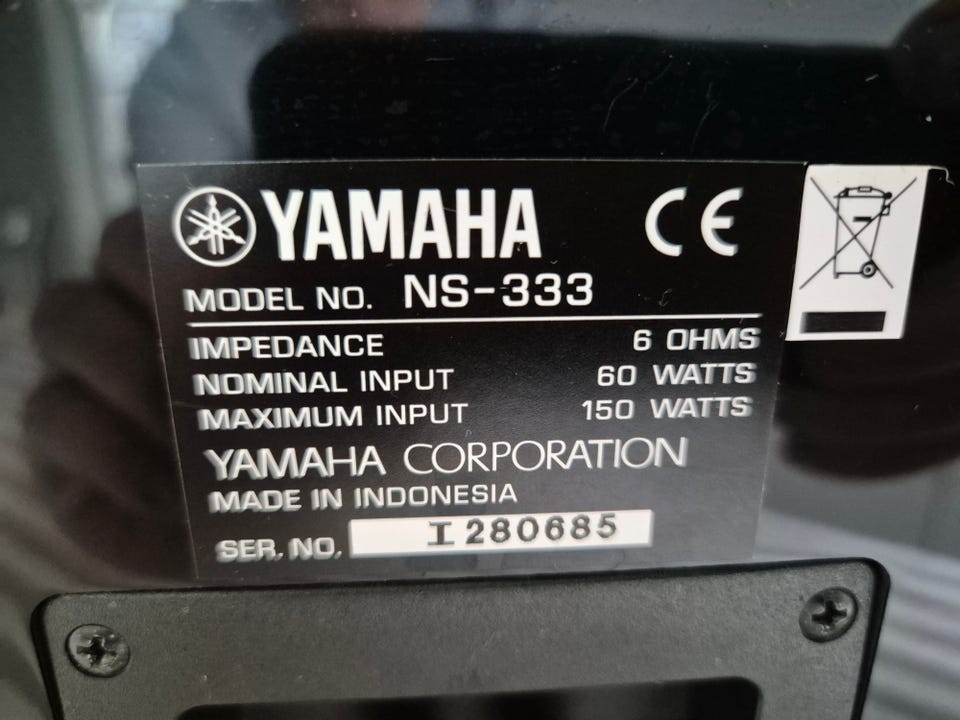 YAMAHA CE
MODEL NO. NS-333
IMPEDANCE 6 OHMS
NOMINAL INPUT 60 WATTS
MAXIMUM INPUT 150 WATTS
YAMAHA CORPORATION
MADE IN INDONESIA
SER. NO. I280685